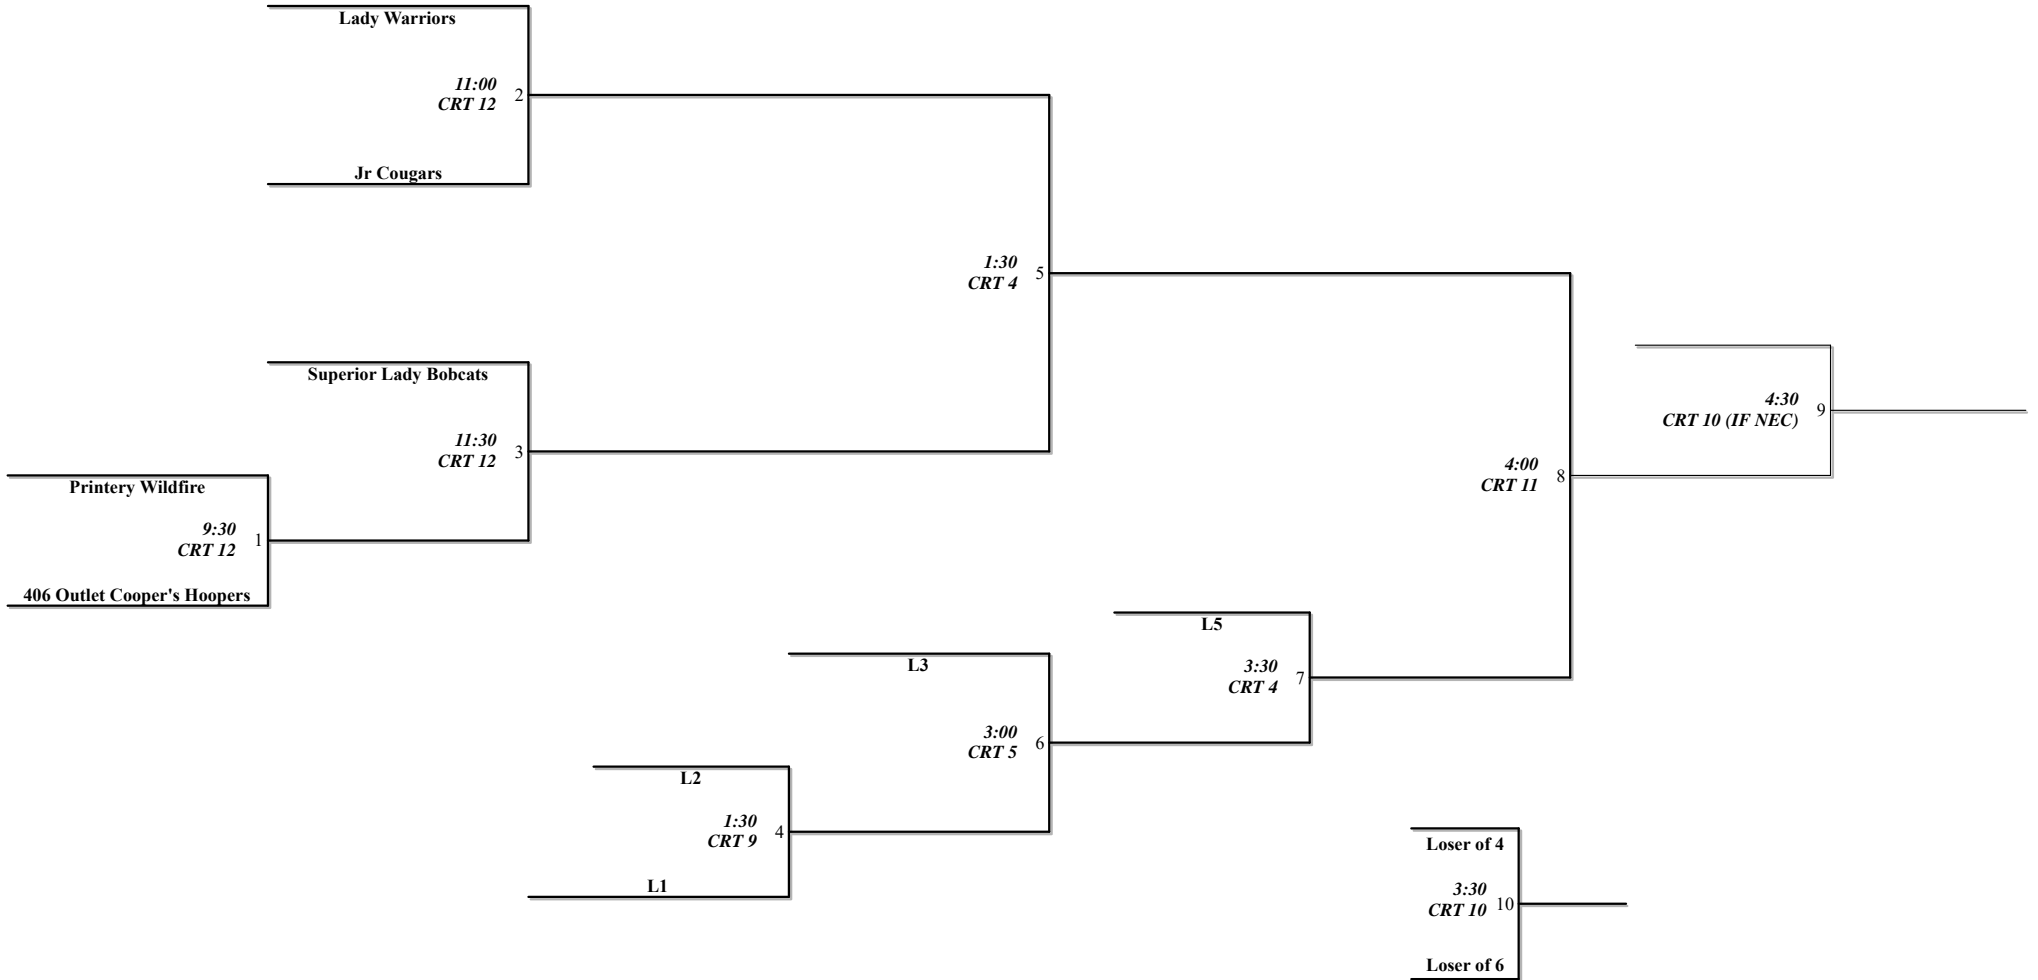 Lady Warriors
11:00
CRT 12
2
Jr Cougars
1:30
CRT 4
5
Superior Lady Bobcats
11:30
CRT 12
3
Printery Wildfire
9:30
CRT 12
1
406 Outlet Cooper's Hoopers
4:30
CRT 10 (IF NEC)
9
4:00
CRT 11
8
L5
3:30
CRT 4
7
L3
3:00
CRT 5
6
L2
1:30
CRT 9
4
L1
Loser of 4
3:30
CRT 10
10
Loser of 6